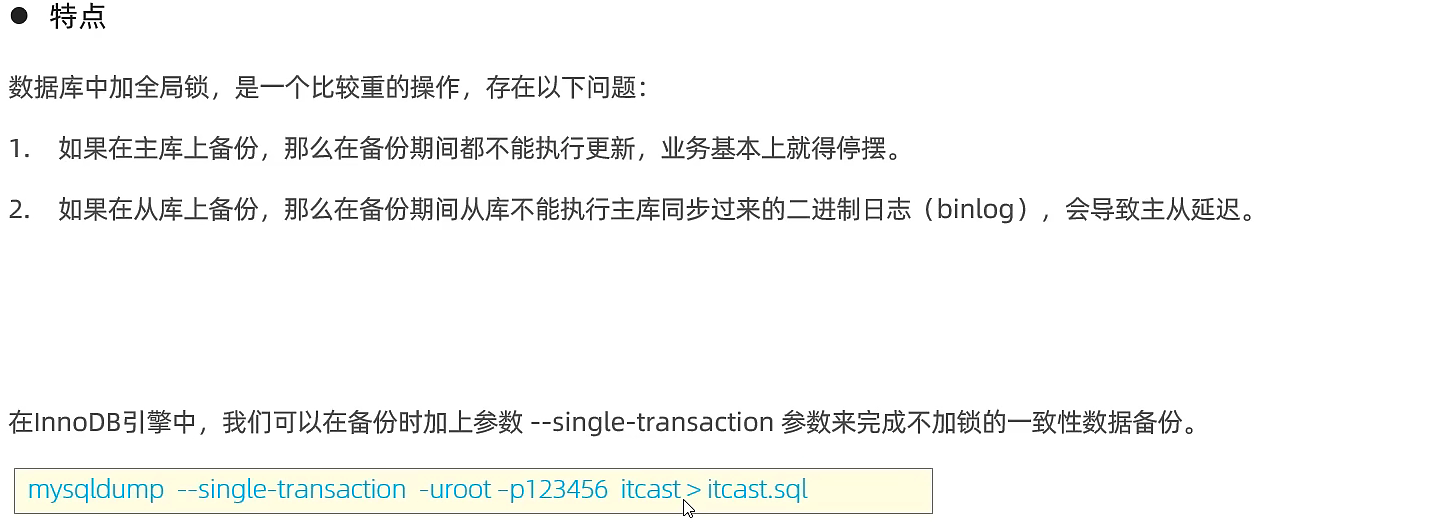 ● 特点
数据库中加全局锁，是一个比较重的操作，存在以下问题：
1. 如果在主库上备份，那么在备份期间都不能执行更新，业务基本上就得停摆。
2. 如果在从库上备份，那么在备份期间从库不能执行主库同步过来的二进制日志（binlog），会导致主从延迟。
在InnoDB引擎中，我们可以在备份时加上参数 --single-transaction 参数来完成不加锁的一致性数据备份。
mysqldump --single-transaction -uroot –p123456 itcast > itcast.sql